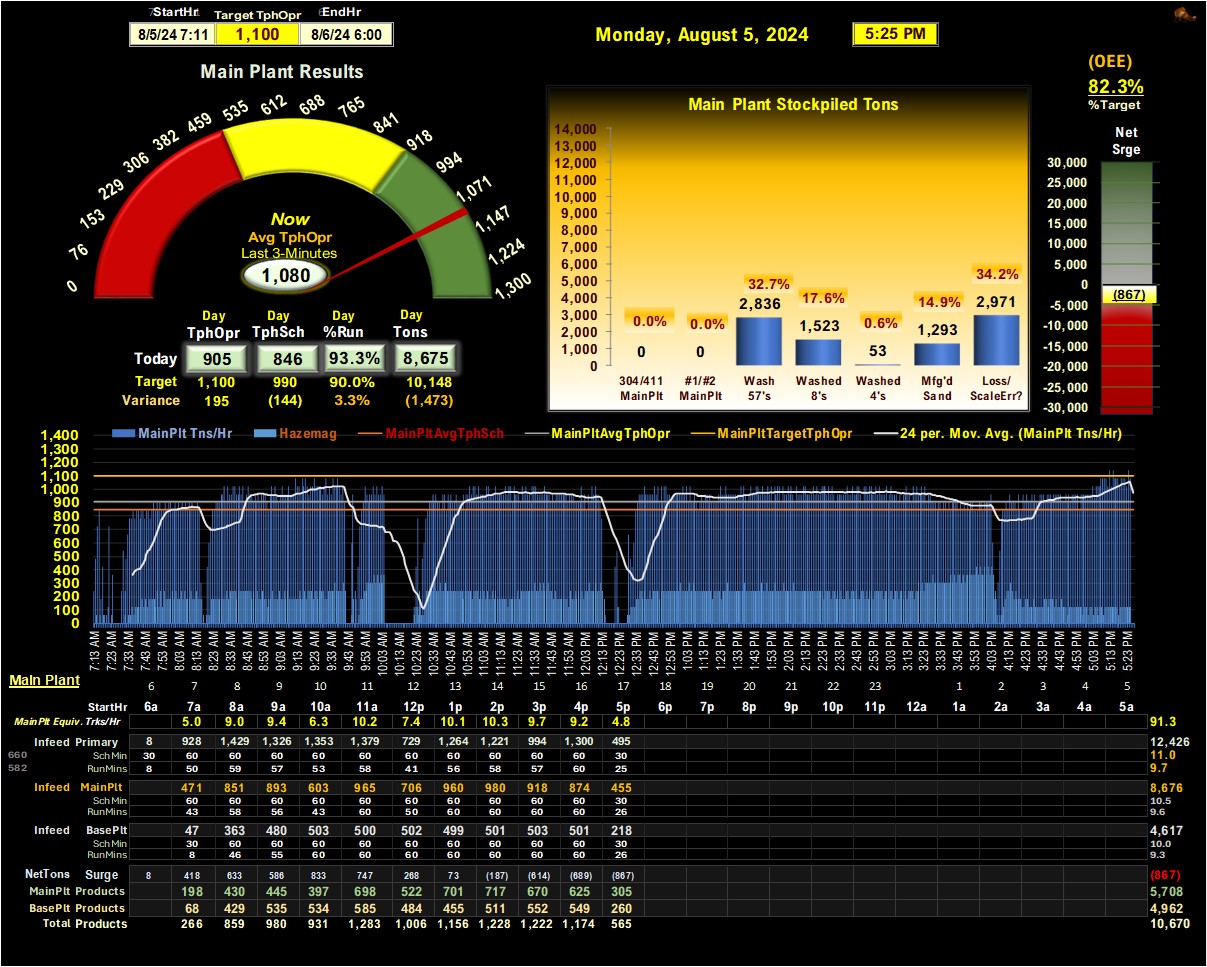 StartHr Target TphOpr EndHr
8/5/24 7:11 1,100 8/6/24 6:00
Monday, August 5, 2024 5:25 PM
(OEE)
82.3%
%Target
Main Plant Results
0 76 153 229 306 382 459 535 612 688 765 841 918 994 1,071 1,147 1,224 1,300
Now
Avg TphOpr
Last 3-Minutes
1,080
Day Day Day Day
TphOpr TphSch %Run Tons
Today 905 846 93.3% 8,675
Target 1,100 990 90.0% 10,148
Variance 195 (144) 3.3% (1,473)
Main Plant Stockpiled Tons
14,000
13,000
12,000
11,000
10,000
9,000
8,000
7,000
6,000
5,000
4,000
3,000
2,000
1,000
0
0.0% 0.0% 32.7% 17.6% 0.6% 14.9% 34.2%
0 0 2,836 1,523 53 1,293 2,971
304/411 #1/#2 Wash Washed Washed Mfg'd Loss/
MainPlt MainPlt 57's 8's 4's Sand ScaleErr?
Net
Srge
30,000
25,000
20,000
15,000
10,000
5,000
0
(867)
-5,000
-10,000
-15,000
-20,000
-25,000
-30,000
MainPlt Tns/Hr Hazemag MainPltAvgTphSch MainPltAvgTphOpr MainPltTargetTphOpr 24 per. Mov. Avg. (MainPlt Tns/Hr)
1,400
1,300
1,200
1,100
1,000
900
800
700
600
500
400
300
200
100
0
7:13 AM 7:23 AM 7:33 AM 7:43 AM 7:53 AM 8:03 AM 8:13 AM 8:23 AM 8:33 AM 8:43 AM 8:53 AM 9:03 AM 9:13 AM 9:23 AM 9:33 AM 9:43 AM 9:53 AM 10:03 AM 10:13 AM 10:23 AM 10:33 AM 10:43 AM 10:53 AM 11:03 AM 11:13 AM 11:23 AM 11:33 AM 11:43 AM 11:53 AM 12:03 PM 12:13 PM 12:23 PM 12:33 PM 12:43 PM 12:53 PM 1:03 PM 1:13 PM 1:23 PM 1:33 PM 1:43 PM 1:53 PM 2:03 PM 2:13 PM 2:23 PM 2:33 PM 2:43 PM 2:53 PM 3:03 PM 3:13 PM 3:23 PM 3:33 PM 3:43 PM 3:53 PM 4:03 PM 4:13 PM 4:23 PM 4:33 PM 4:43 PM 4:53 PM 5:03 PM 5:13 PM 5:23 PM
Main Plant
6 7 8 9 10 11 12 13 14 15 16 17 18 19 20 21 22 23 1 2 3 4 5
StartHr 6a 7a 8a 9a 10a 11a 12p 1p 2p 3p 4p 5p 6p 7p 8p 9p 10p 11p 12a 1a 2a 3a 4a 5a
MainPlt Equiv. Trks/Hr 5.0 9.0 9.4 6.3 10.2 7.4 10.1 10.3 9.7 9.2 4.8 91.3
Infeed Primary 8 928 1,429 1,326 1,353 1,379 729 1,264 1,221 994 1,300 495 12,426
660 Sch Min 30 60 60 60 60 60 60 60 60 60 60 30 11.0
582 RunMins 8 50 59 57 53 58 41 56 58 57 60 25 9.7
Infeed MainPlt 471 851 893 603 965 706 960 980 918 874 455 8,676
Sch Min 60 60 60 60 60 60 60 60 60 60 30 10.5
RunMins 43 58 56 43 60 50 60 60 60 60 26 9.6
Infeed BasePlt 47 363 480 503 500 502 499 501 503 501 218 4,617
Sch Min 30 60 60 60 60 60 60 60 60 60 30 10.0
RunMins 8 46 55 60 60 60 60 60 60 60 26 9.3
NetTons Surge 8 418 633 586 833 747 268 73 (187) (614) (689) (867) (867)
MainPlt Products 198 430 445 397 698 522 701 717 670 625 305 5,708
BasePlt Products 68 429 535 534 585 484 455 511 552 549 260 4,962
Total Products 266 859 980 931 1,283 1,006 1,156 1,228 1,222 1,174 565 10,670